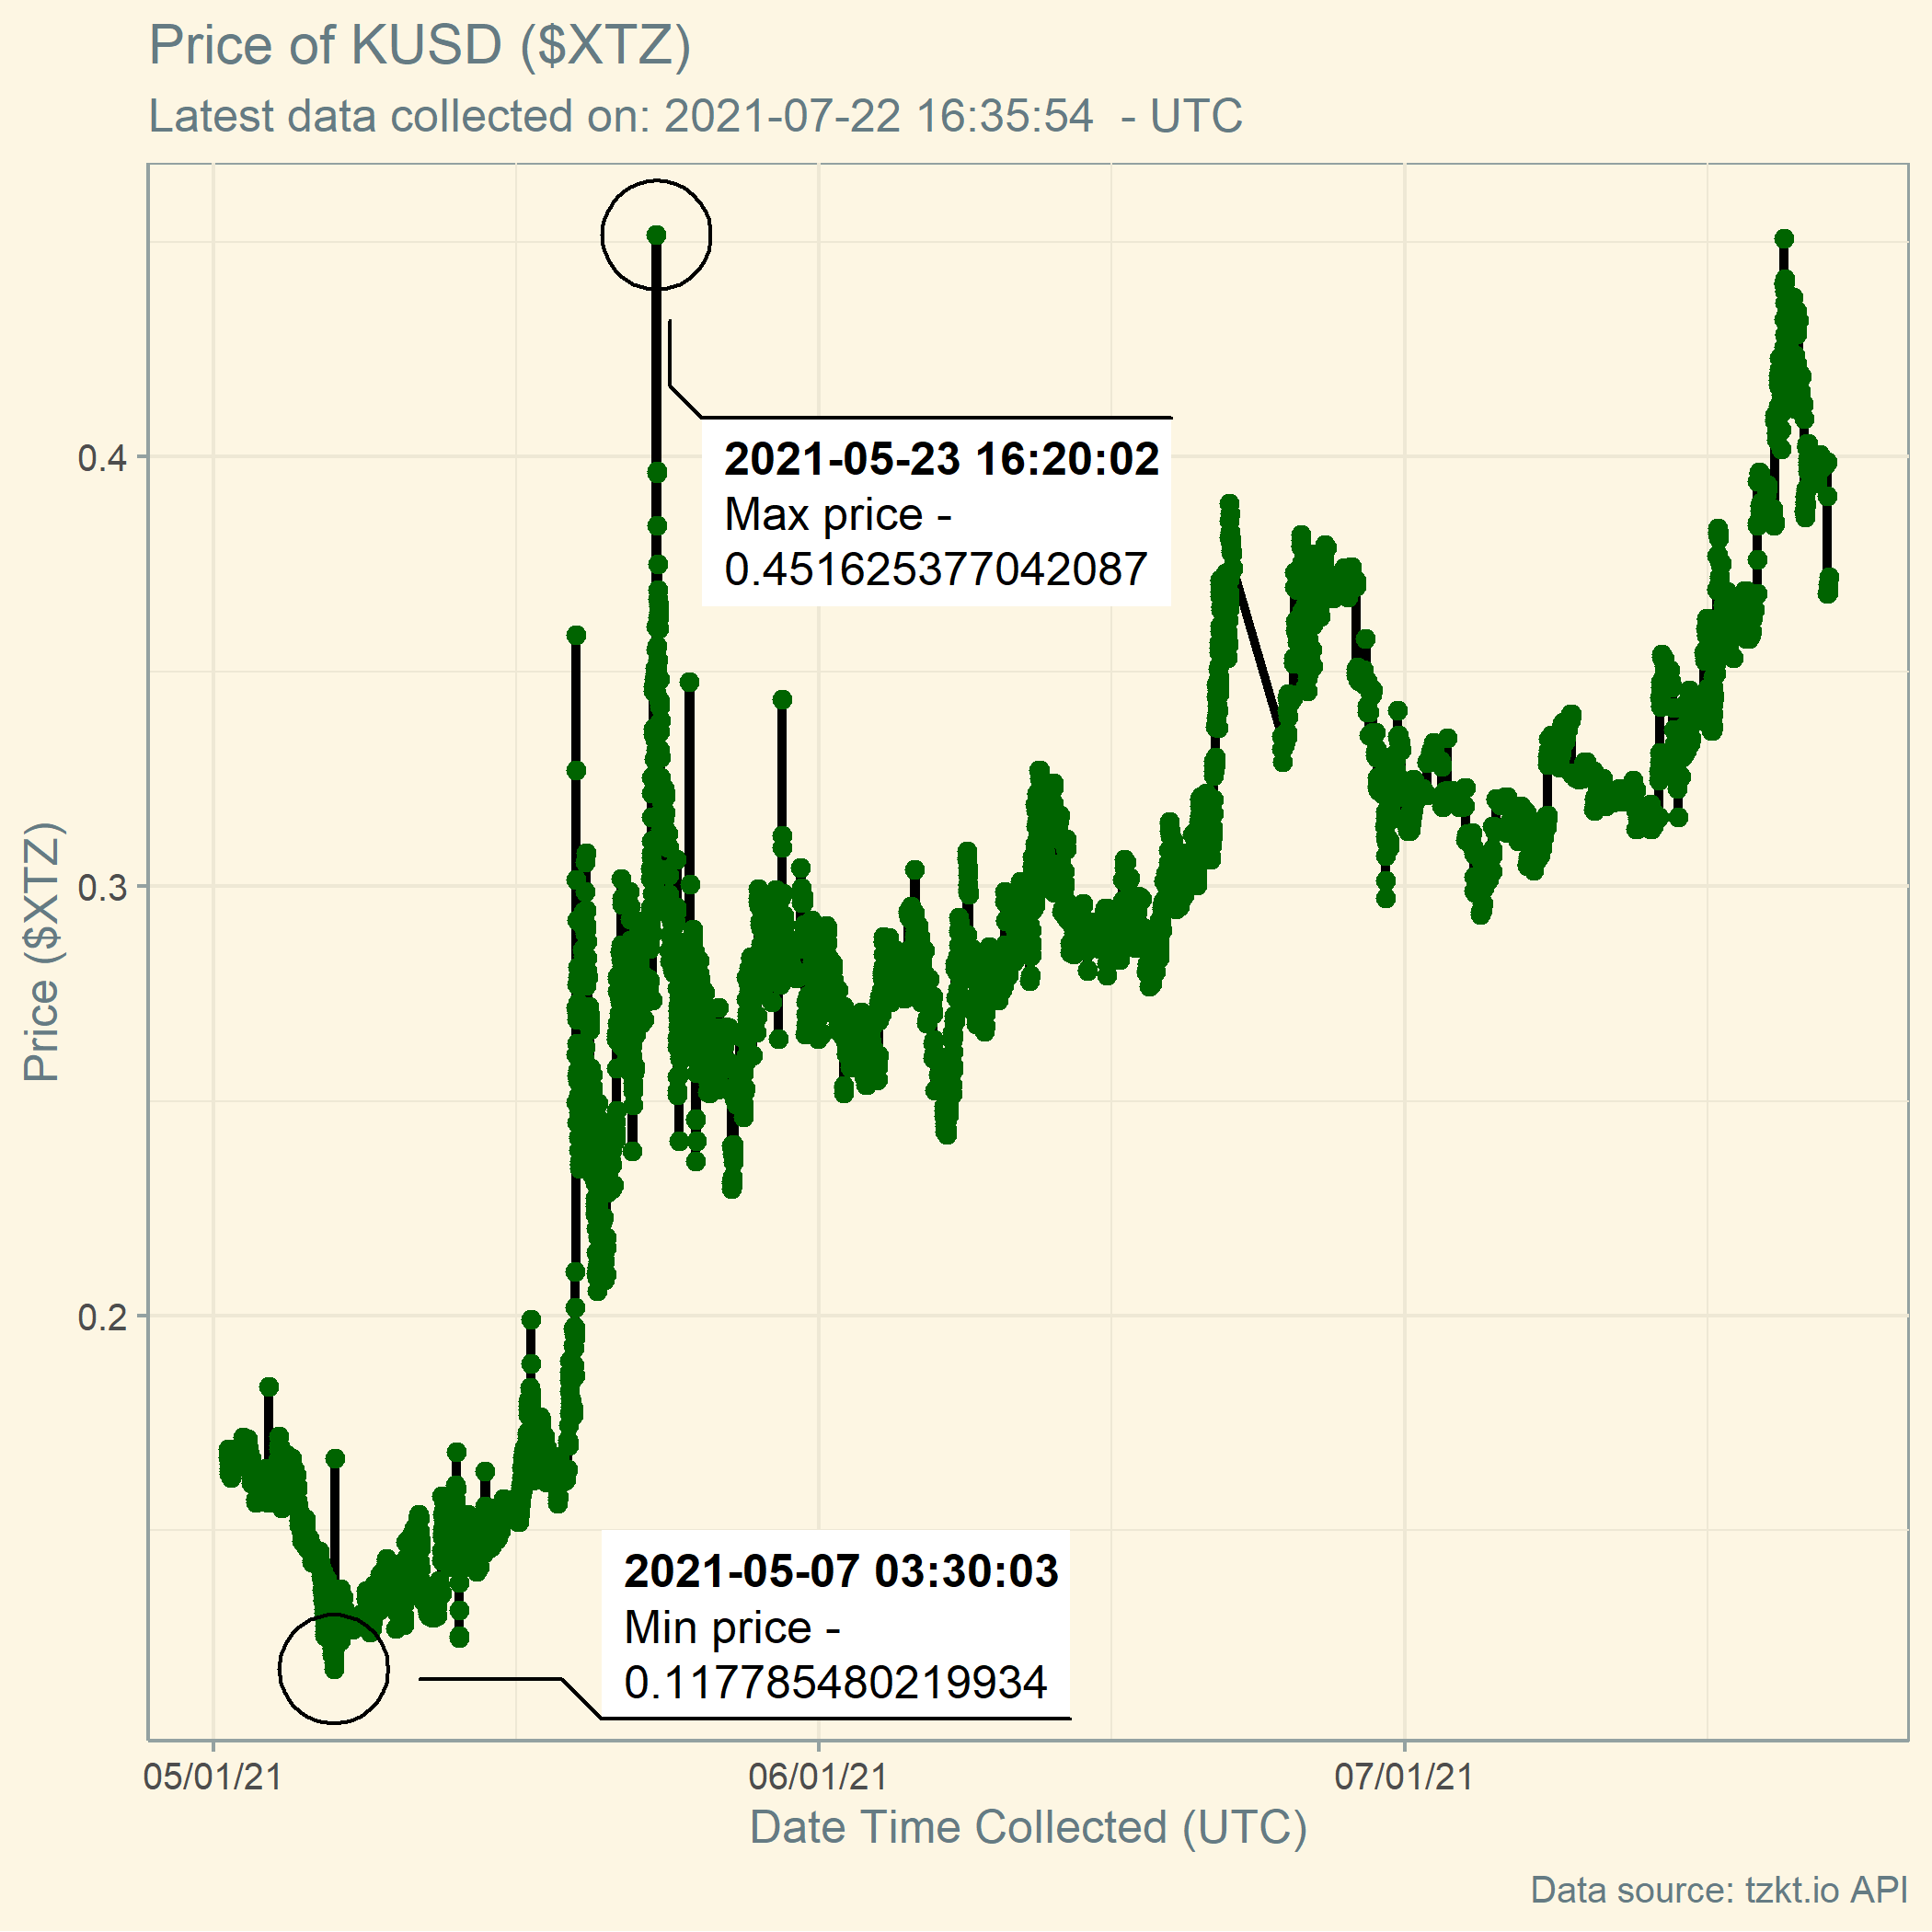 Price of KUSD ($XTZ)
Latest data collected on: 2021-07-22 16:35:54  - UTC
2021-05-23 16:20:02
Max price -
0.451625377042087
0.4
0.3
0.2
Price ($XTZ)
2021-05-07 03:30:03
Min price -
0.117785480219934
05/01/21
06/01/21
07/01/21
Date Time Collected (UTC)
Data source: tzkt.io API